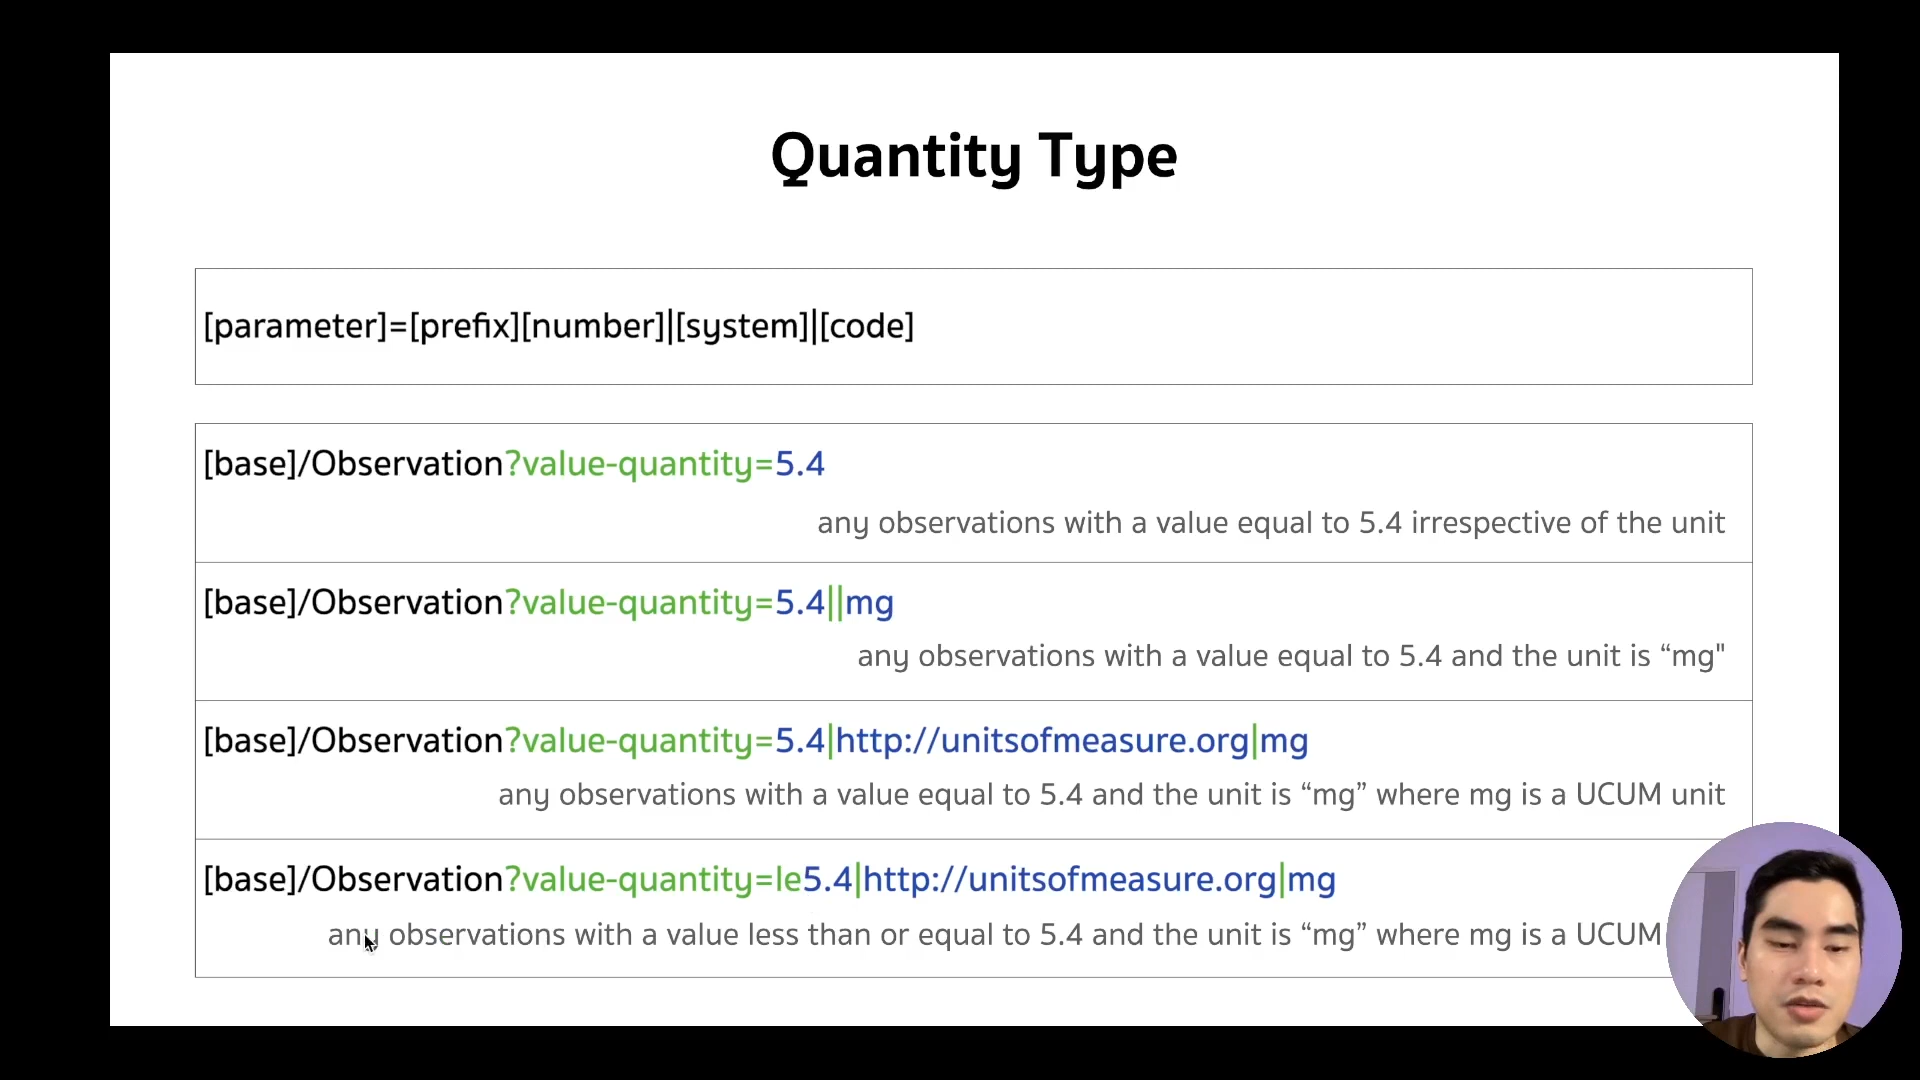 Quantity Type
[parameter]=[prefix][number]|[system]|[code]
[base]/Observation?value-quantity=5.4
any observations with a value equal to 5.4 irrespective of the unit
[base]/Observation?value-quantity=5.4||mg
any observations with a value equal to 5.4 and the unit is “mg"
[base]/Observation?value-quantity=5.4|http://unitsofmeasure.org|mg
any observations with a value equal to 5.4 and the unit is “mg” where mg is a UCUM unit
[base]/Observation?value-quantity=le5.4|http://unitsofmeasure.org|mg
any observations with a value less than or equal to 5.4 and the unit is “mg” where mg is a UCUM